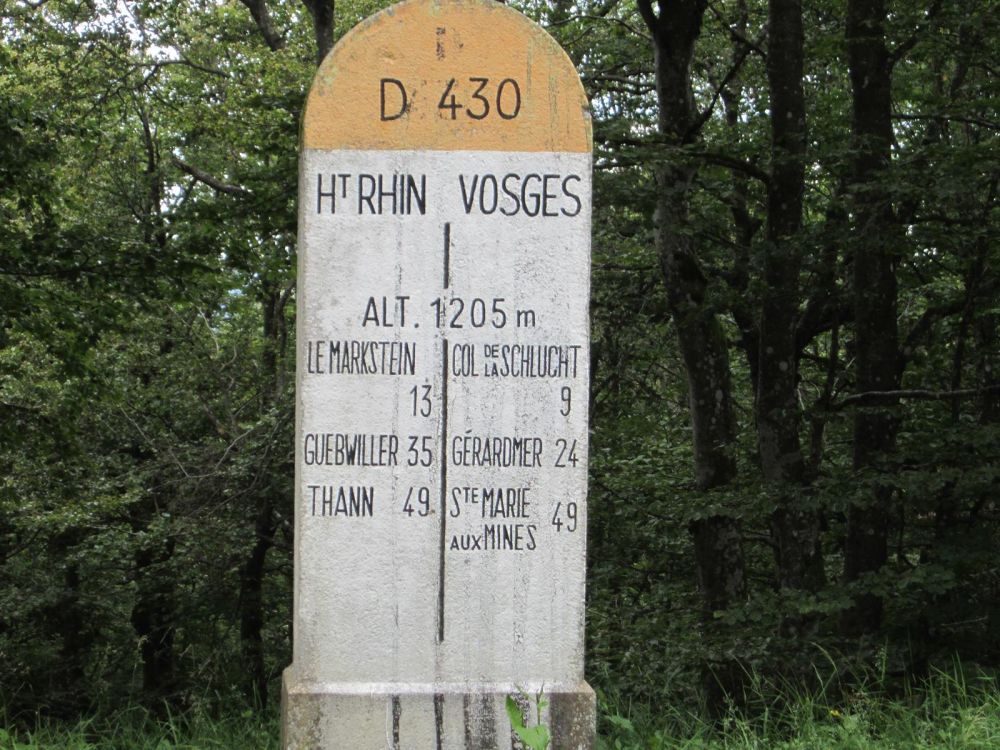 D 430
HT RHIN VOSGES
ALT. 1205 m
LE MARKSTEIN
13
GUEBWILLER 35
THANN 49
COL DE LA SCHLUCHT
9
GÉRARDMER 24
STE MARIE
AUX MINES 49